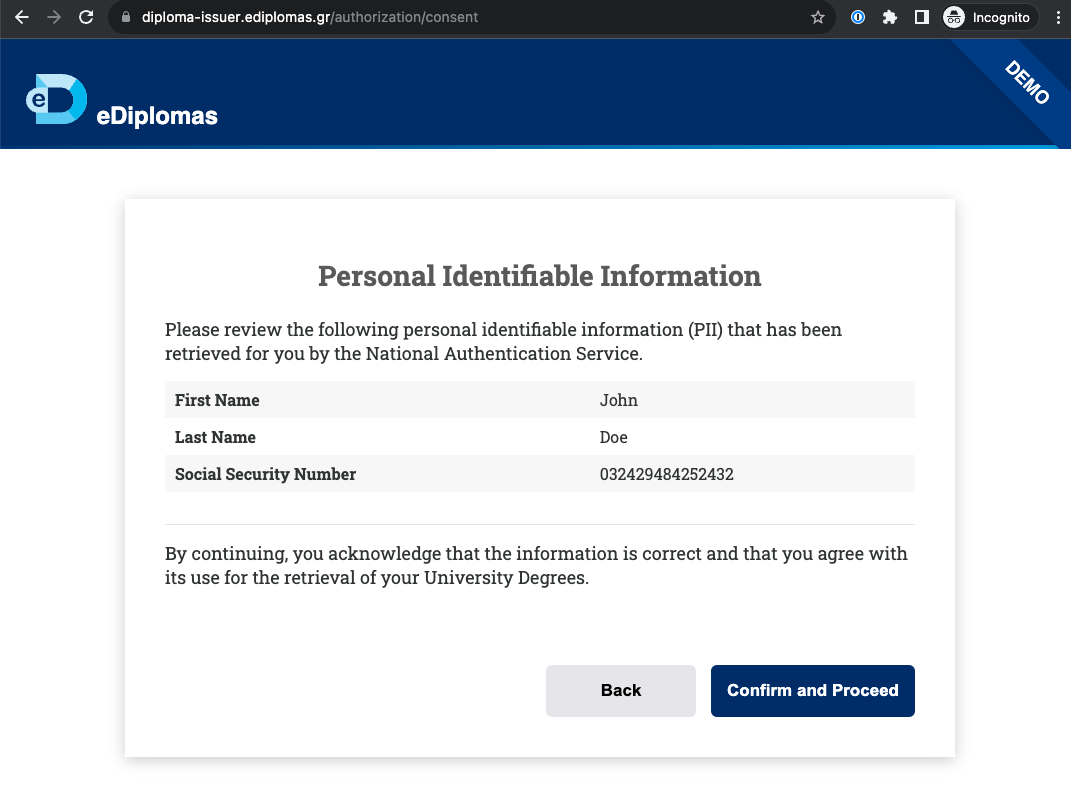 diploma-issuer.ediplomas.gr/authorization/consent
Incognito
DEMO
e
eDiplomas
Personal Identifiable Information
Please review the following personal identifiable information (PII) that has been
retrieved for you by the National Authentication Service.
First Name John
Last Name Doe
Social Security Number 032429484252432
By continuing, you acknowledge that the information is correct and that you agree with
its use for the retrieval of your University Degrees.
Back Confirm and Proceed